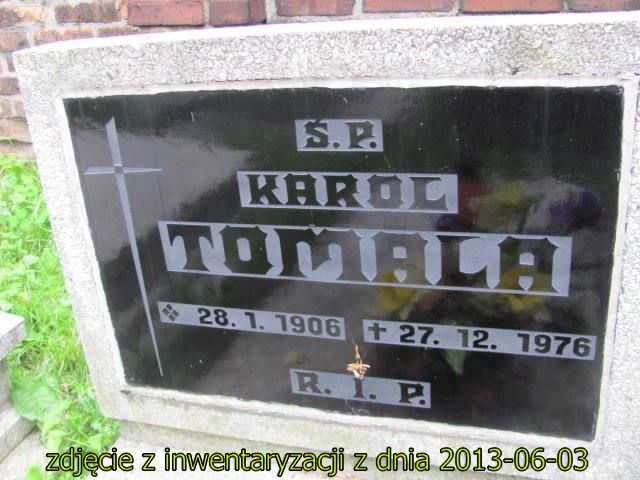 Ś. P.
KAROL
TOMALA
28. 1. 1906 ✝ 27. 12. 1976
R. I. P.
zdjęcie z inwentaryzacji z dnia 2013-06-03